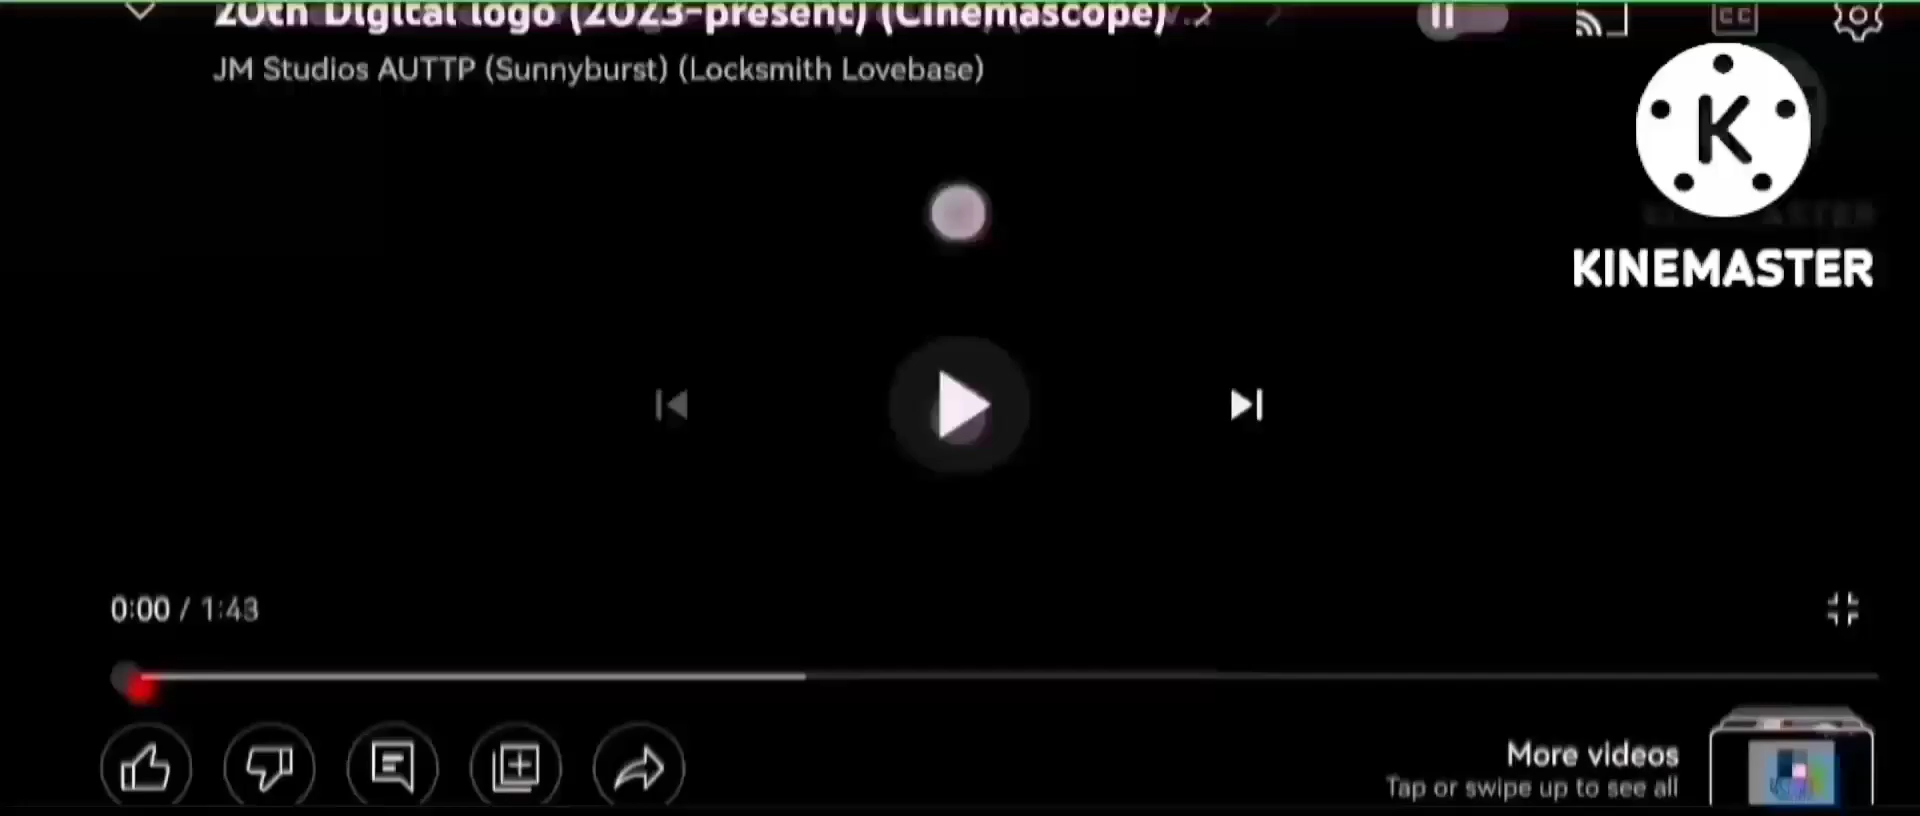 20th Digital logo (2023-present) (Cinemascope)
JM Studios AUTTP (Sunnyburst) (Locksmith Lovebase)
CC
K
KINEMASTER
0:00 / 1:43
More videos
Tap or swipe up to see all